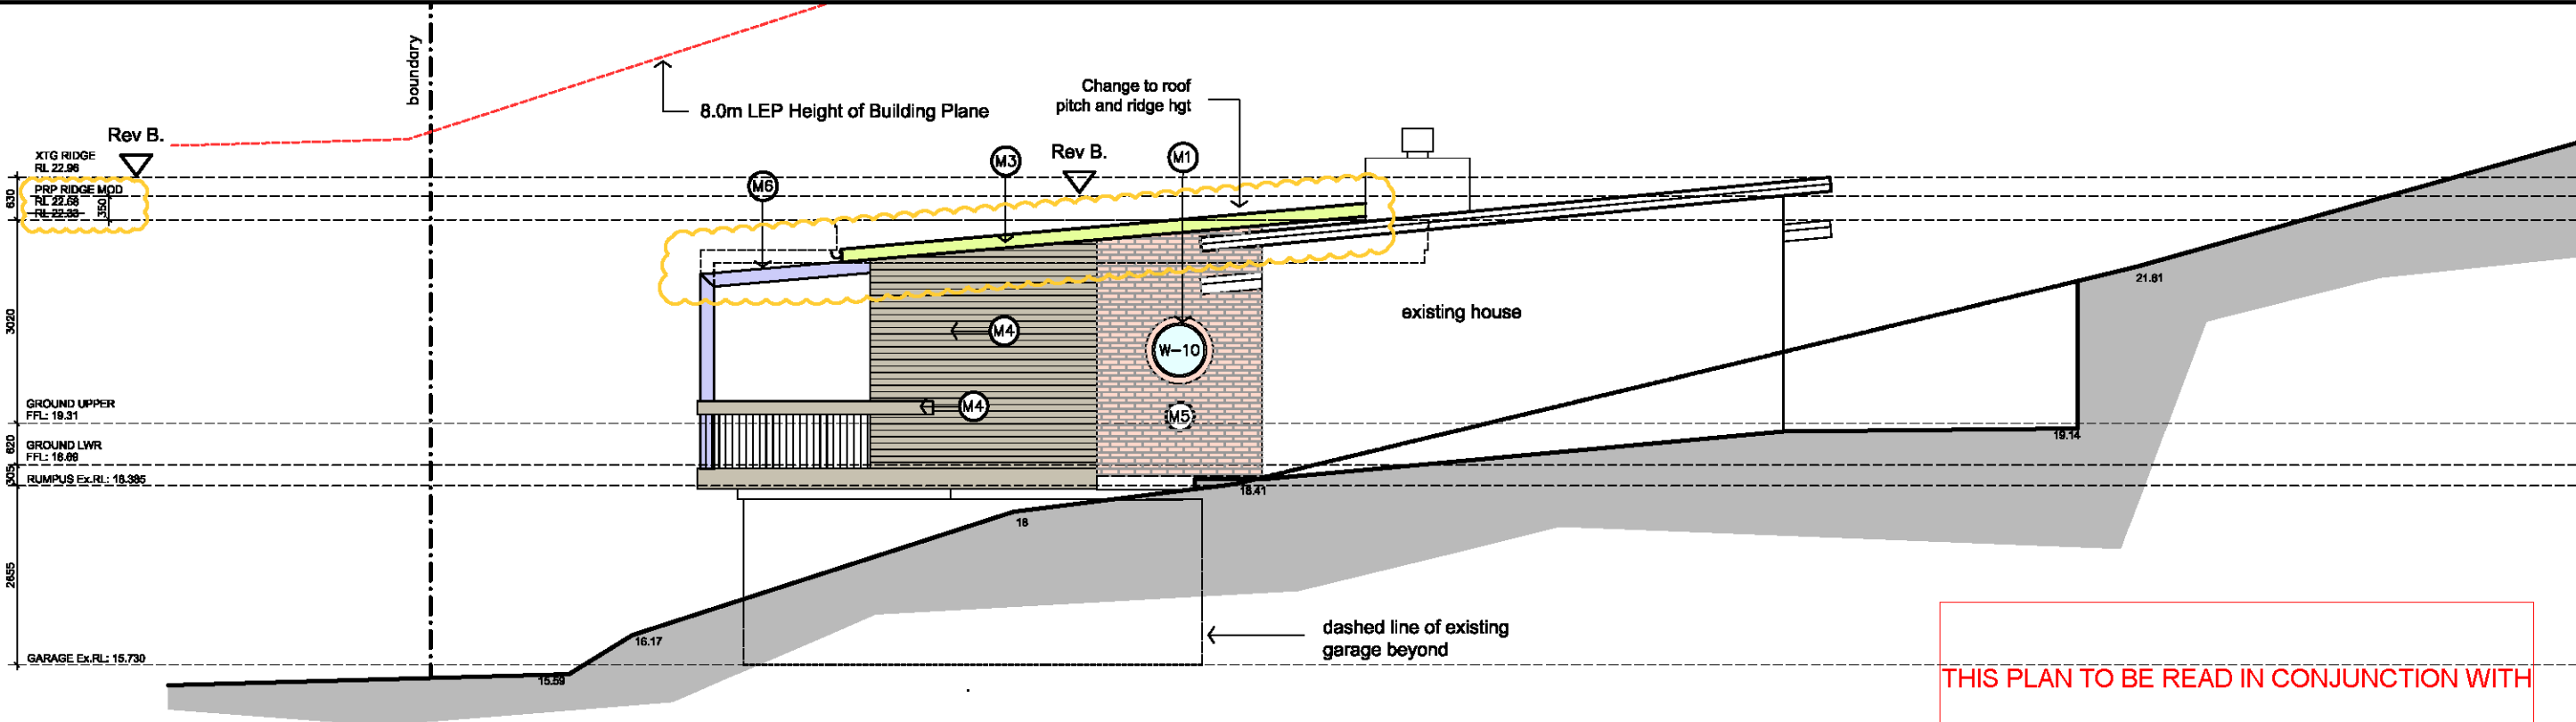 boundary
8.0m LEP Height of Building Plane
Change to roof
pitch and ridge hgt
Rev B.
XTG RIDGE
RL 22.96
PRP RIDGE MOD
RL 22.68
RL 22.33
350
630
Rev B.
M6
M3
M1
M4
W-10
M4
M5
existing house
3020
GROUND UPPER
FFL: 19.31
620
GROUND LWR
FFL: 18.69
305
RUMPUS Ex.RL: 18.385
2655
GARAGE Ex.RL: 15.730
15.59
16.17
18
18.41
19.14
21.61
dashed line of existing
garage beyond
THIS PLAN TO BE READ IN CONJUNCTION WITH